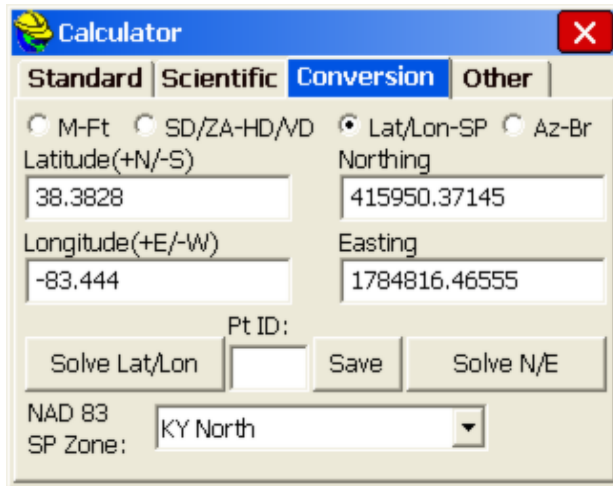 Calculator
Standard Scientific Conversion Other
M-Ft SD/ZA-HD/VD Lat/Lon-SP Az-Br
Latitude(+N/-S) Northing
38.3828 415950.37145
Longitude(+E/-W) Easting
-83.444 1784816.46555
Pt ID:
Solve Lat/Lon Save Solve N/E
NAD 83
SP Zone: KY North